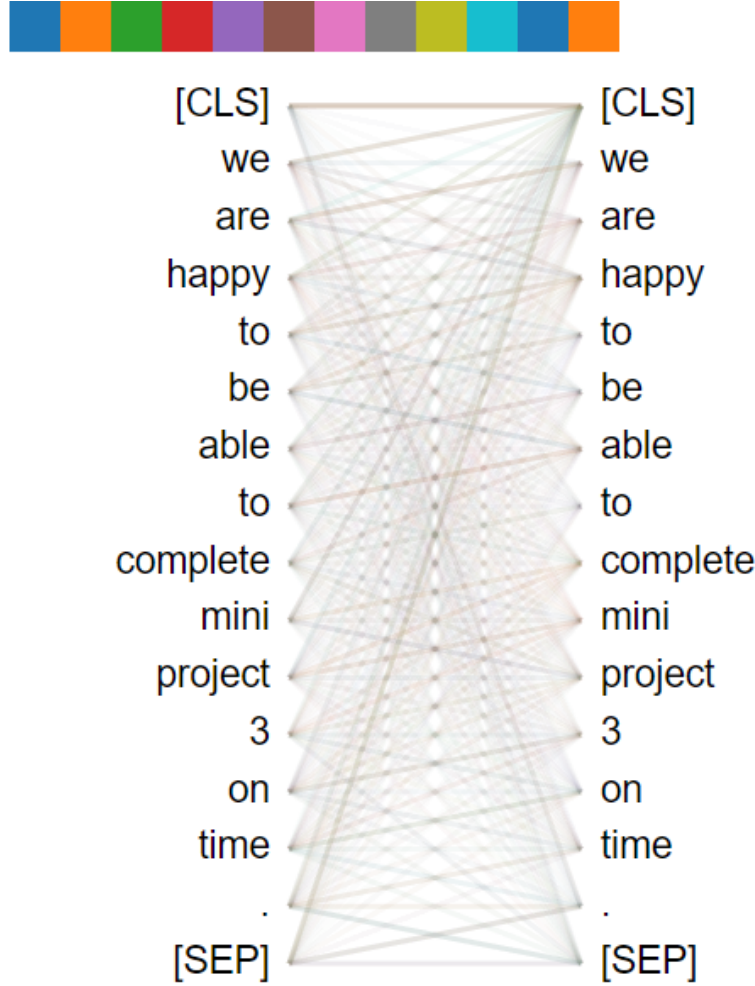 [CLS] [CLS]
we we
are are
happy happy
to to
be be
able able
to to
complete complete
mini mini
project project
3 3
on on
time time
. .
[SEP] [SEP]